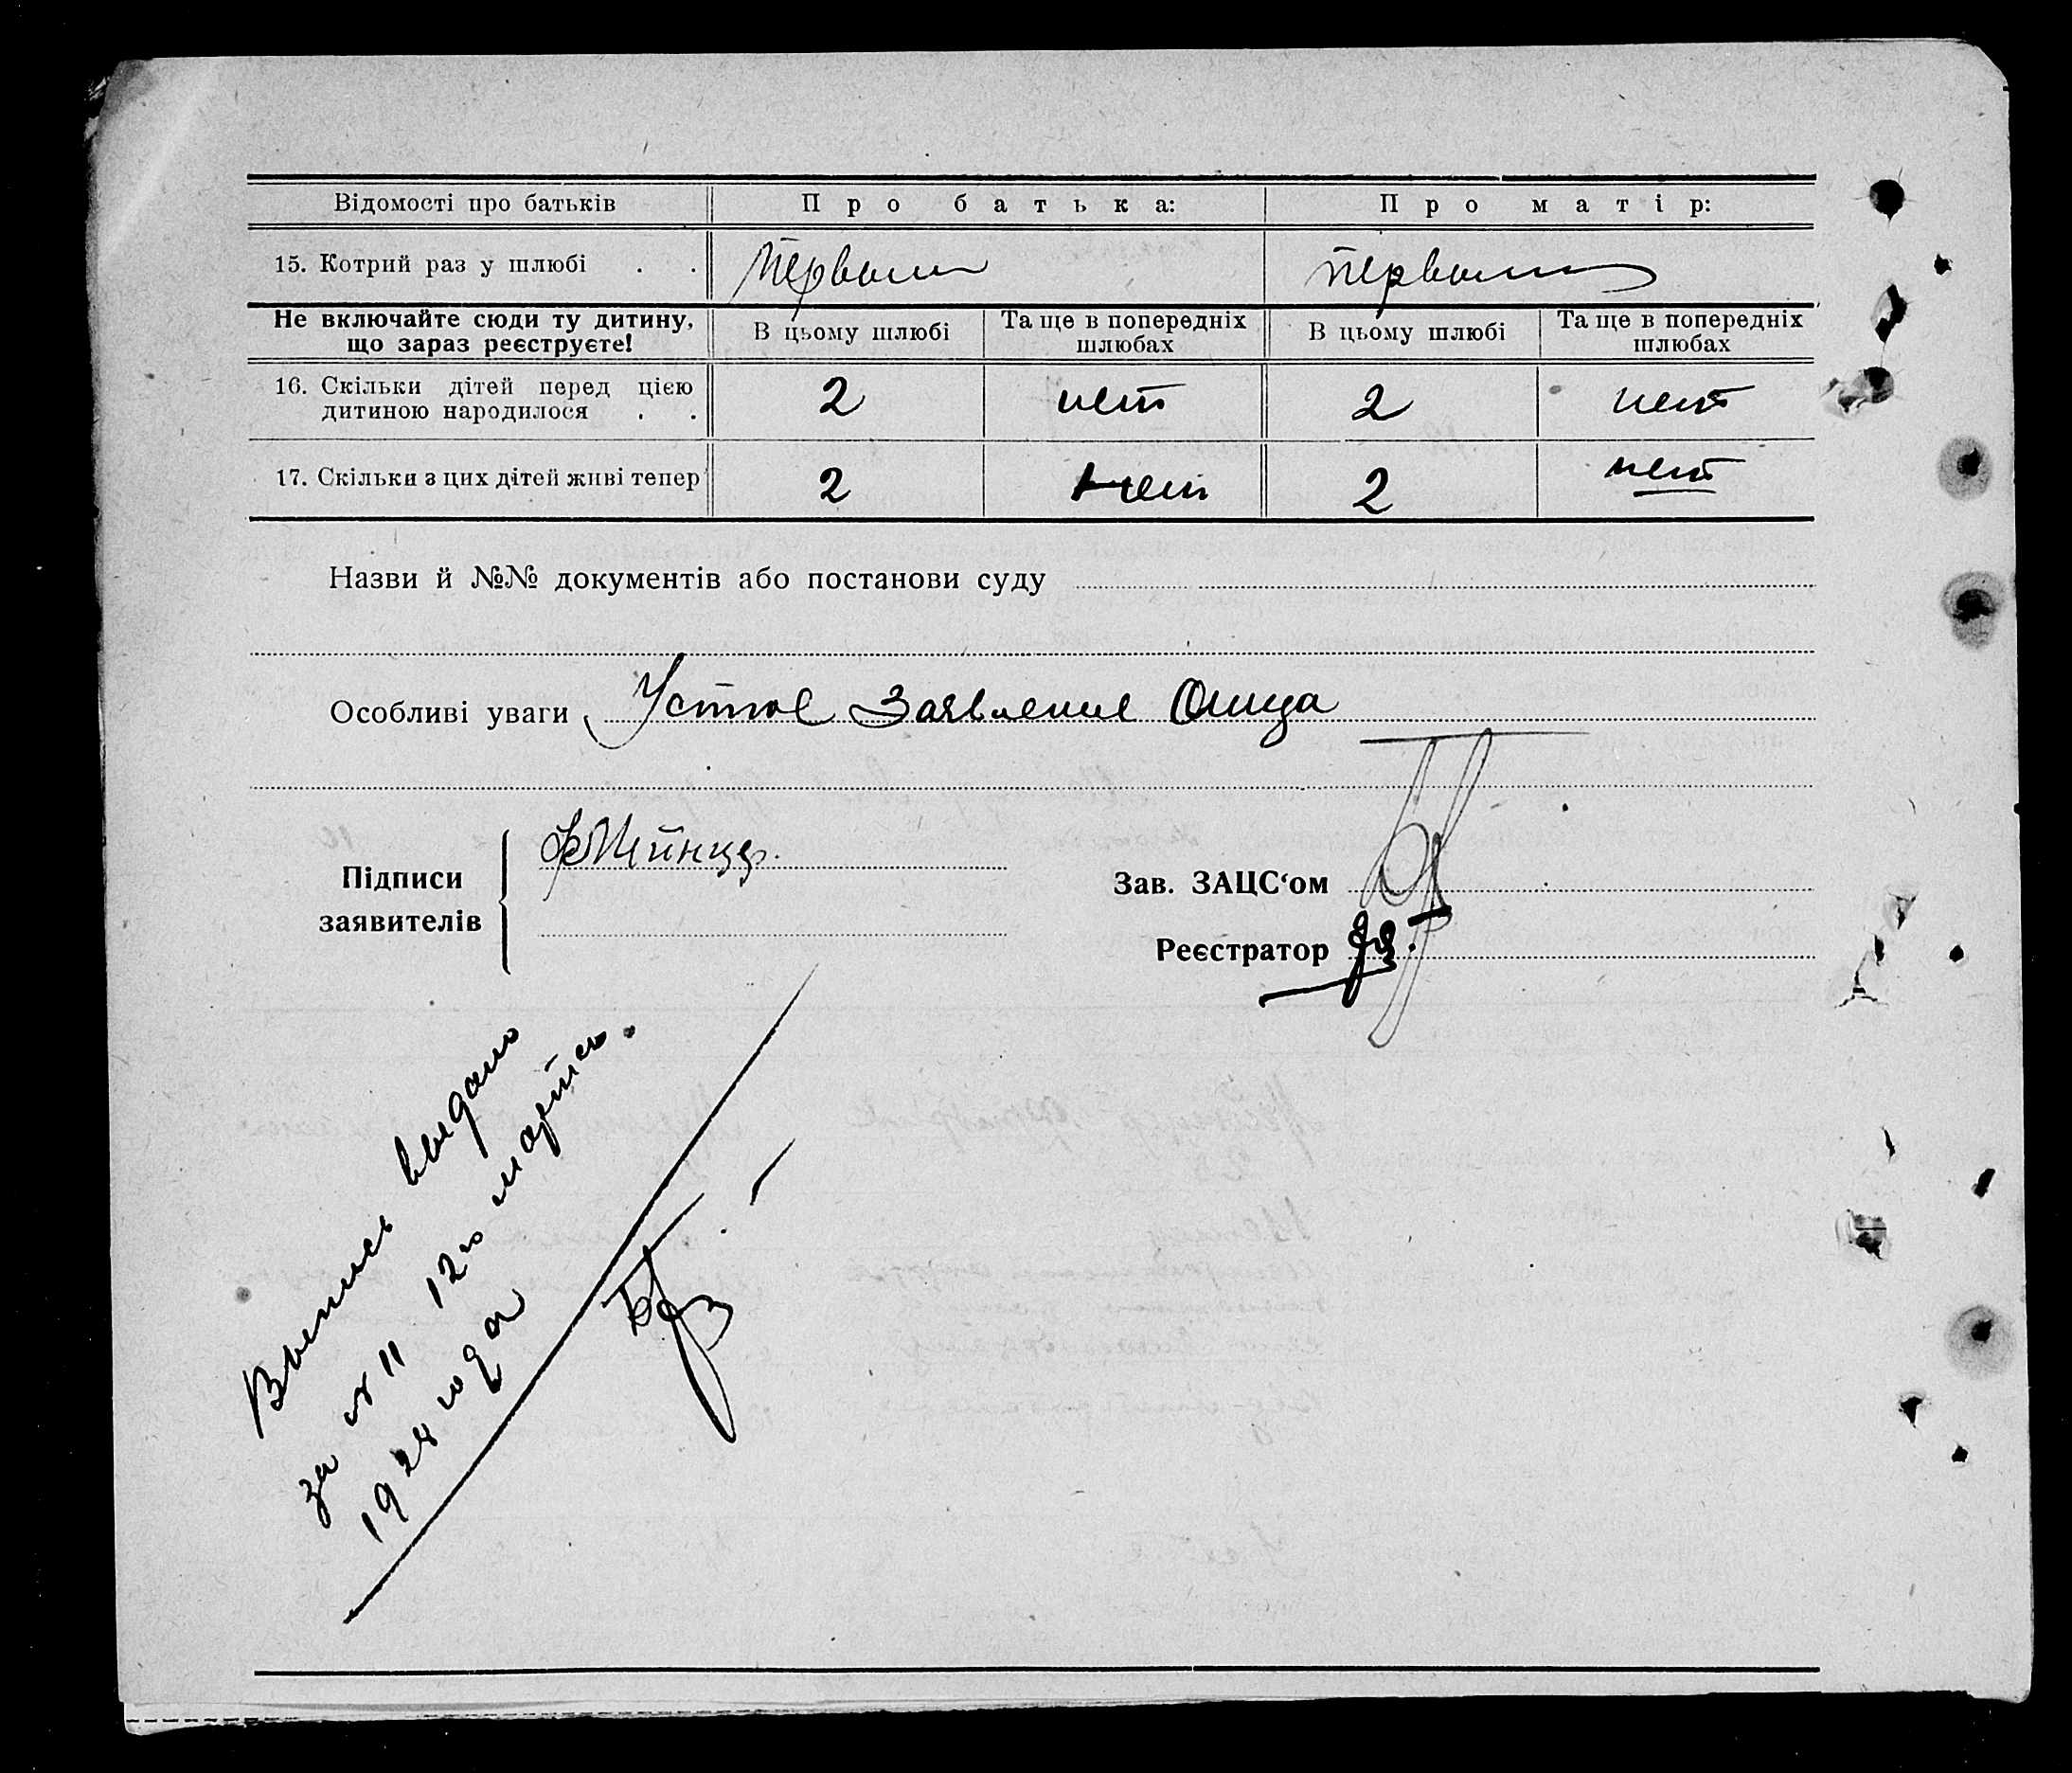 Відомості про батьків Про батька: Про матір:
15. Котрий раз у шлюбі . . Первым первым
Не включайте сюди ту дитину, що зараз реєструєте! В цьому шлюбі Та ще в попередніх шлюбах В цьому шлюбі Та ще в попередніх шлюбах
16. Скільки дітей перед цією дитиною народилося . . 2 нет 2 нет
17. Скільки з цих дітей живі тепер 2 нет 2 нет
Назви й №№ документів або постанови суду
Особливі уваги Устное Заявление Отца
Підписи заявителів
Зав. ЗАЦС‘ом
Реєстратор
Выпись выдано
за № 11 12го марта
1928 года